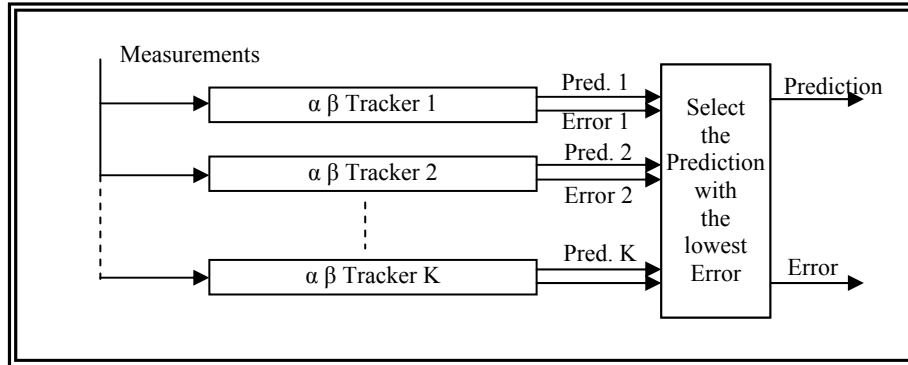 Measurements
α β Tracker 1
Pred. 1
Error 1
α β Tracker 2
Pred. 2
Error 2
α β Tracker K
Pred. K
Select
the
Prediction
with
the
lowest
Error
Prediction
Error